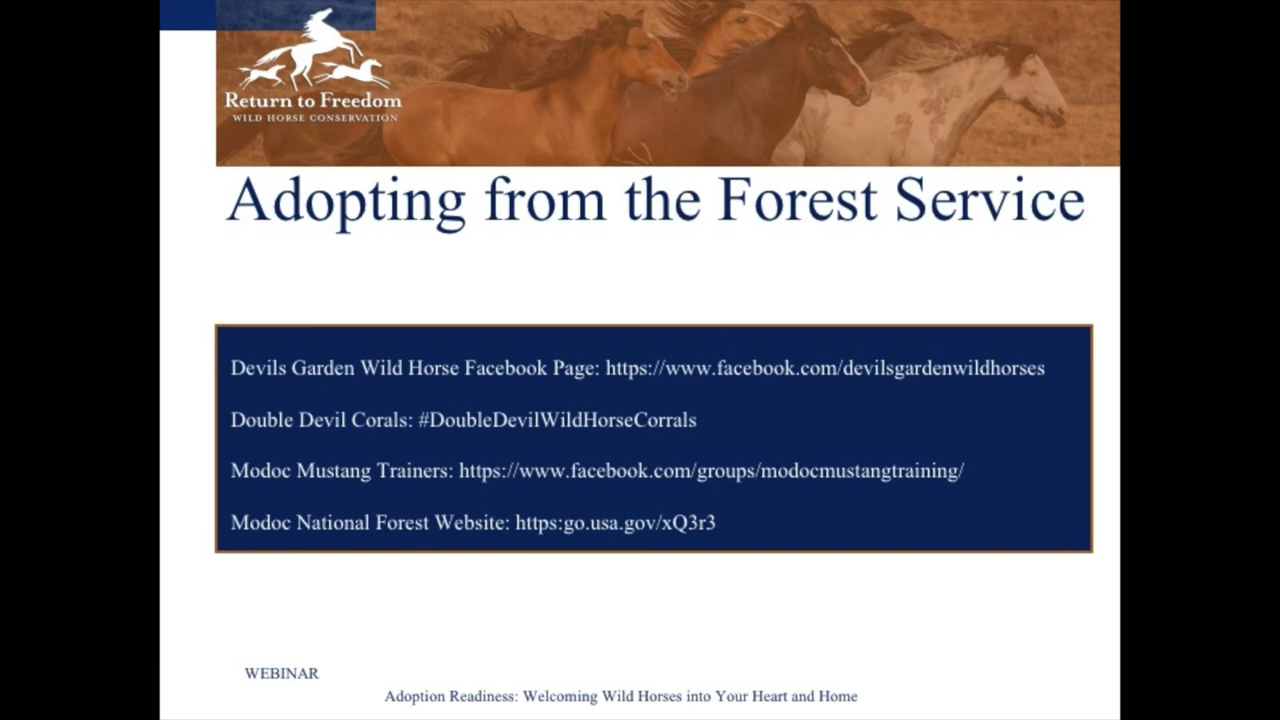 Return to Freedom
WILD HORSE CONSERVATION
Adopting from the Forest Service
Devils Garden Wild Horse Facebook Page: https://www.facebook.com/devilsgardenwildhorses
Double Devil Corals: #DoubleDevilWildHorseCorrals
Modoc Mustang Trainers: https://www.facebook.com/groups/modocmustangtraining/
Modoc National Forest Website: https:go.usa.gov/xQ3r3
WEBINAR
Adoption Readiness: Welcoming Wild Horses into Your Heart and Home